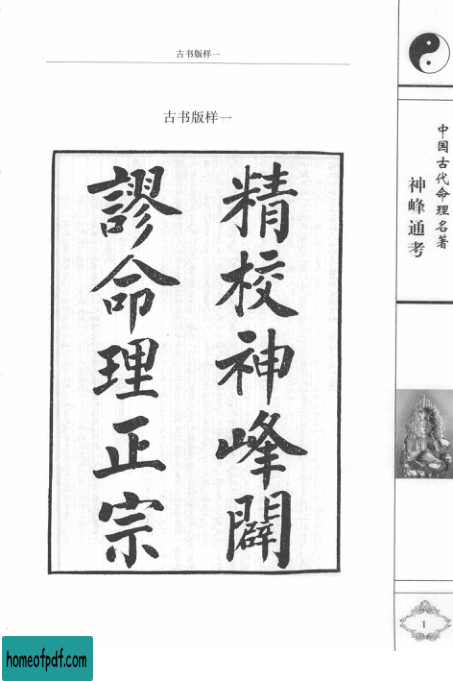 古书版样一
古书版样一
精校神峰闢
謬命理正宗
中国古代命理名著
神峰通考
1
homeofpdf.com